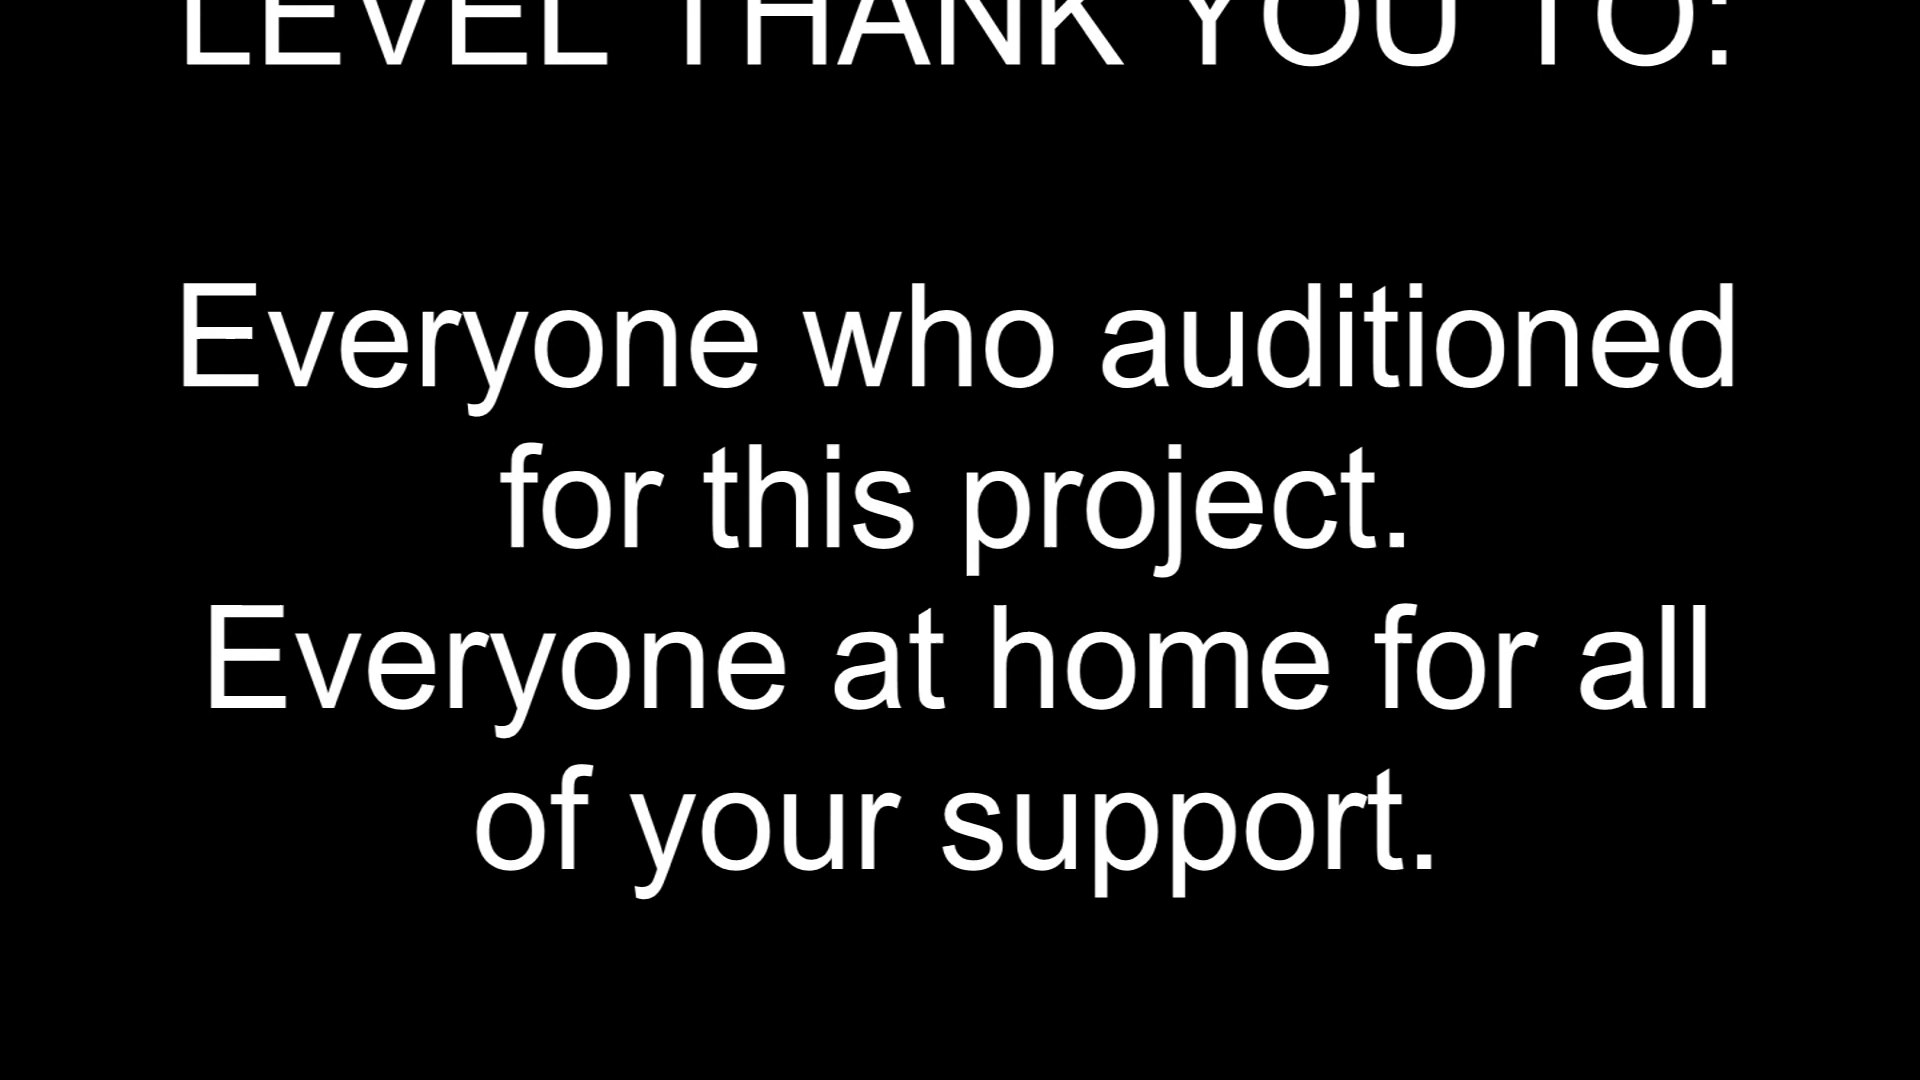 LEVEL THANK YOU TO:
Everyone who auditioned
for this project.
Everyone at home for all
of your support.